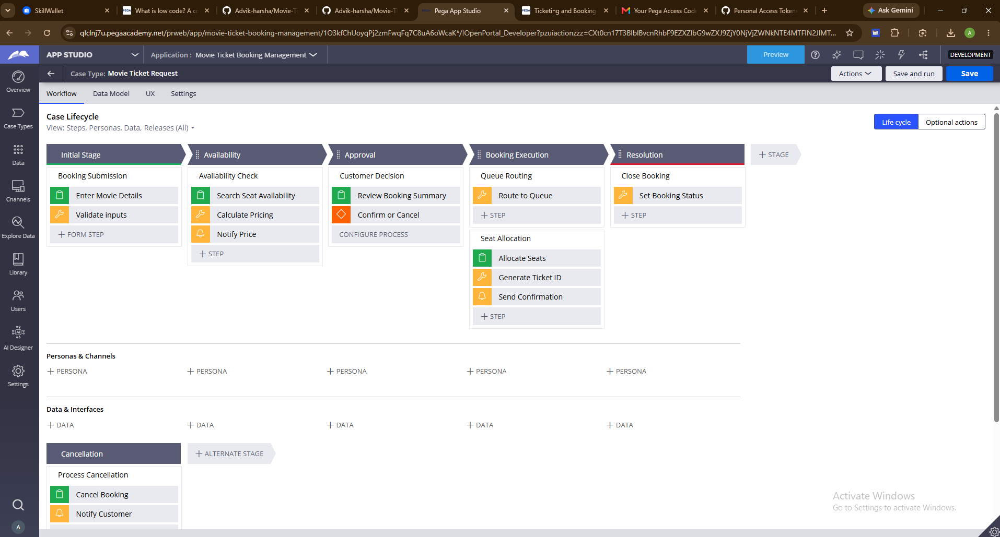 SkillWallet
What is low code? A c
Advik-harsha/Movie-T
Advik-harsha/Movie-T
Pega App Studio
Ticketing and Booking
Your Pega Access Cod
Personal Access Token
Ask Gemini
qlclnj7u.pegaacademy.net/prweb/app/movie-ticket-booking-management/
APP STUDIO
Application : Movie Ticket Booking Management
Preview
DEVELOPMENT
Case Type: Movie Ticket Request
Actions
Save and run
Save
Overview
Case Types
Data
Channels
Explore Data
Library
Users
AI Designer
Settings
A
Workflow
Data Model
UX
Settings
Case Lifecycle
View: Steps, Personas, Data, Releases (All)
Life cycle
Optional actions
Initial Stage
Availability
Approval
Booking Execution
Resolution
+ STAGE
Booking Submission
Enter Movie Details
Validate inputs
+ FORM STEP
Availability Check
Search Seat Availability
Calculate Pricing
Notify Price
+ STEP
Customer Decision
Review Booking Summary
Confirm or Cancel
CONFIGURE PROCESS
Queue Routing
Route to Queue
+ STEP
Seat Allocation
Allocate Seats
Generate Ticket ID
Send Confirmation
+ STEP
Close Booking
Set Booking Status
+ STEP
Personas & Channels
+ PERSONA
+ PERSONA
+ PERSONA
+ PERSONA
+ PERSONA
Data & Interfaces
+ DATA
+ DATA
+ DATA
+ DATA
+ DATA
Cancellation
+ ALTERNATE STAGE
Process Cancellation
Cancel Booking
Notify Customer
Activate Windows
Go to Settings to activate Windows.